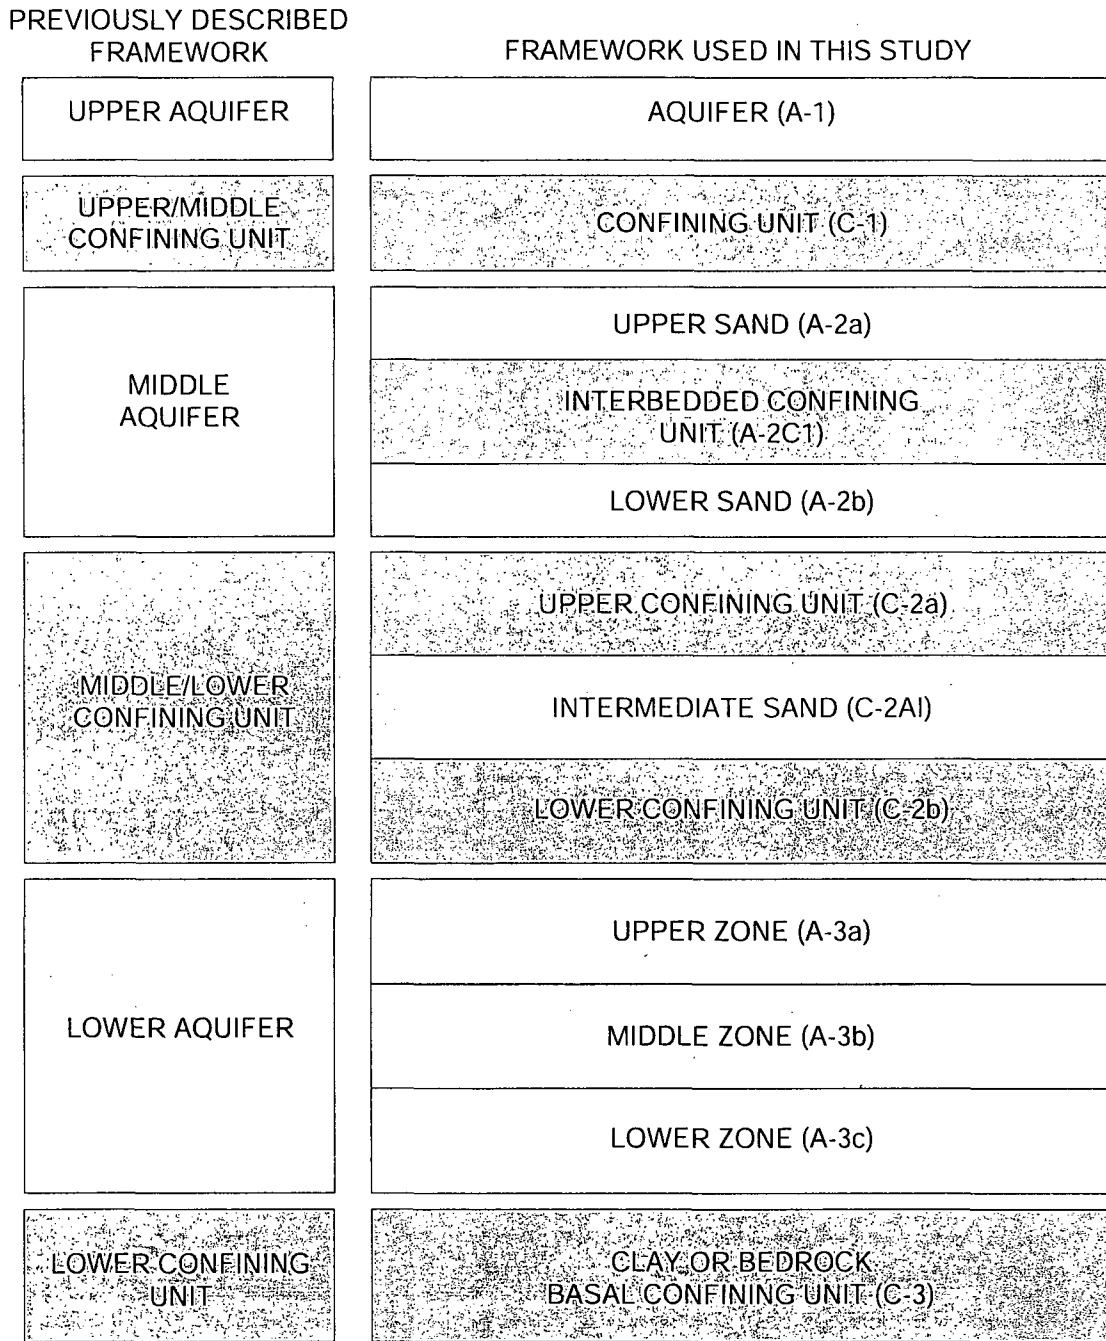 PREVIOUSLY DESCRIBED
FRAMEWORK
FRAMEWORK USED IN THIS STUDY
UPPER AQUIFER
AQUIFER (A-1)
UPPER/MIDDLE
CONFINING UNIT
CONFINING UNIT (C-1)
MIDDLE
AQUIFER
UPPER SAND (A-2a)
INTERBEDDED CONFINING
UNIT (A-2C1)
LOWER SAND (A-2b)
MIDDLE/LOWER
CONFINING UNIT
UPPER CONFINING UNIT (C-2a)
INTERMEDIATE SAND (C-2AI)
LOWER CONFINING UNIT (C-2b)
LOWER AQUIFER
UPPER ZONE (A-3a)
MIDDLE ZONE (A-3b)
LOWER ZONE (A-3c)
LOWER CONFINING
UNIT
CLAY OR BEDROCK
BASAL CONFINING UNIT (C-3)